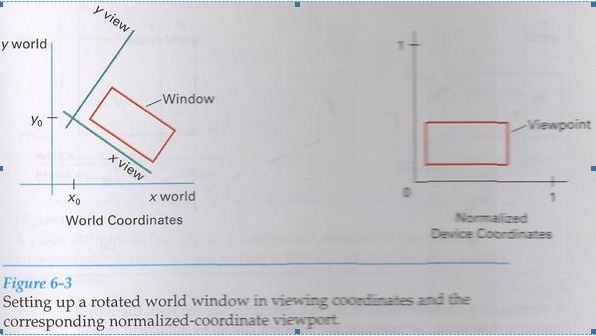 y view
y world
1
Window
y0
Viewpoint
x view
x0
x world
0
1
World Coordinates
Normalized
Device Coordinates
Figure 6-3
Setting up a rotated world window in viewing coordinates and the
corresponding normalized-coordinate viewport.